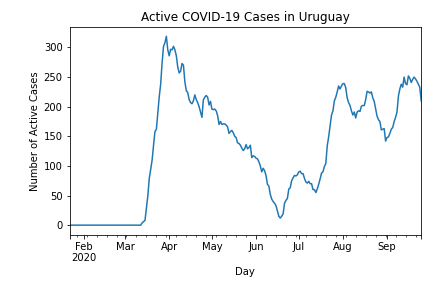 Active COVID-19 Cases in Uruguay
Number of Active Cases
300
250
200
150
100
50
0
Feb Mar Apr May Jun Jul Aug Sep
2020
Day